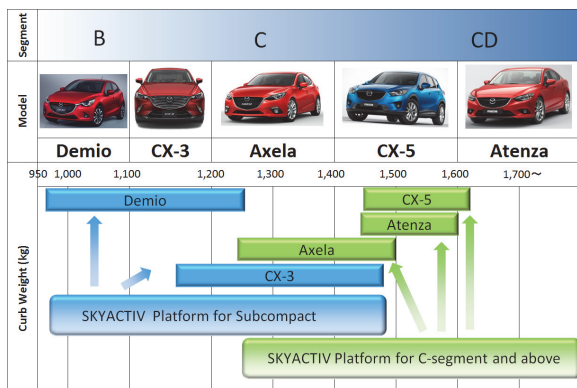 Segment
B C CD
Model
Demio CX-3 Axela CX-5 Atenza
Curb Weight (kg)
950 1,000 1,100 1,200 1,300 1,400 1,500 1,600 1,700～
Demio
CX-5
Atenza
Axela
CX-3
SKYACTIV Platform for Subcompact
SKYACTIV Platform for C-segment and above